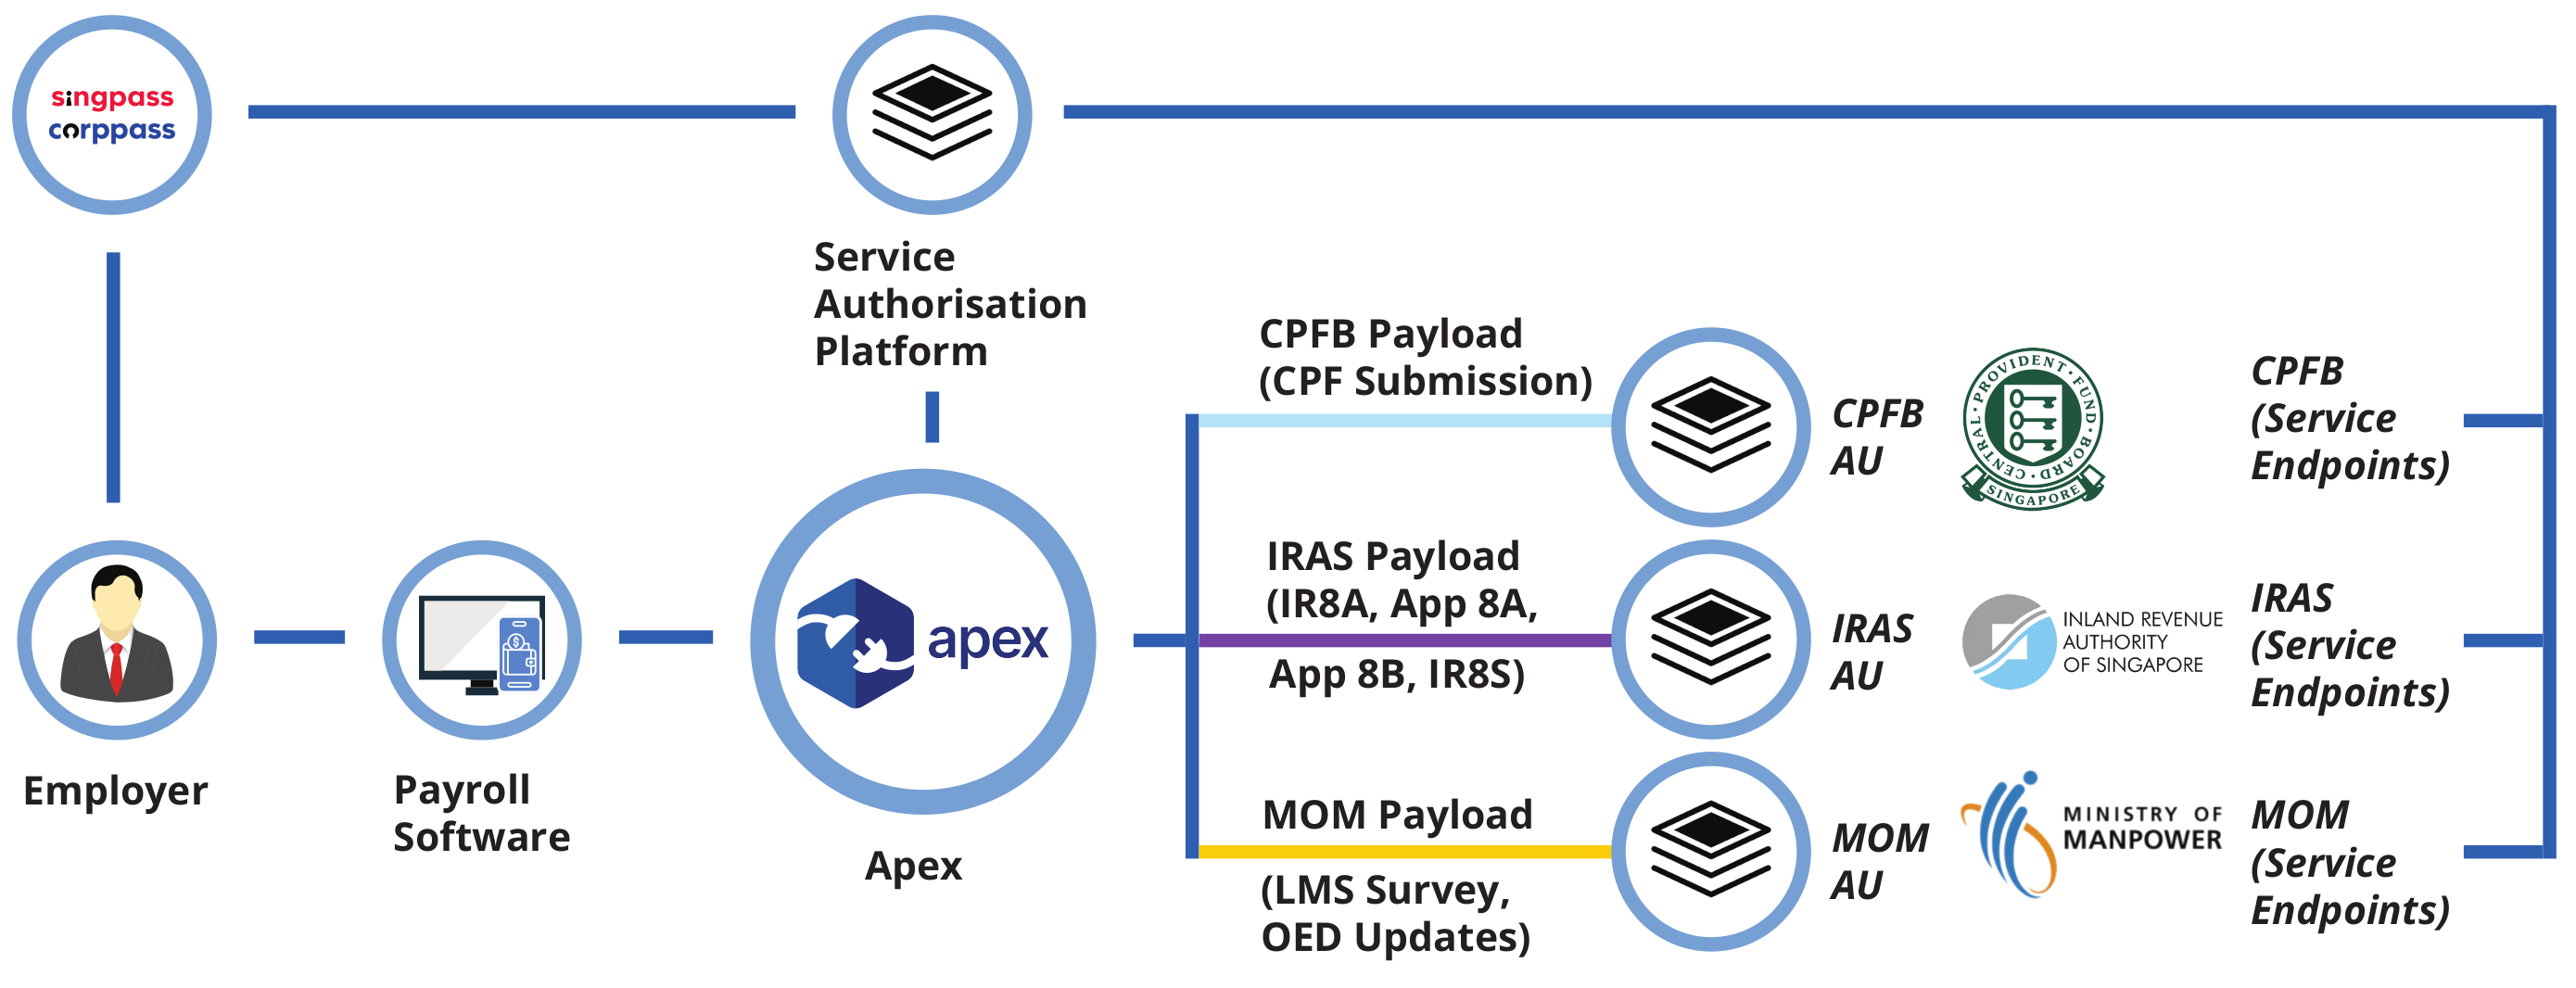 singpass
corppass
Service
Authorisation
Platform
Employer
Payroll
Software
apex
Apex
CPFB Payload
(CPF Submission)
CPFB
AU
CENTRAL · PROVIDENT · FUND · BOARD ·
SINGAPORE
CPFB
(Service
Endpoints)
IRAS Payload
(IR8A, App 8A,
App 8B, IR8S)
IRAS
AU
INLAND REVENUE
AUTHORITY
OF SINGAPORE
IRAS
(Service
Endpoints)
MOM Payload
(LMS Survey,
OED Updates)
MOM
AU
MINISTRY OF
MANPOWER
MOM
(Service
Endpoints)